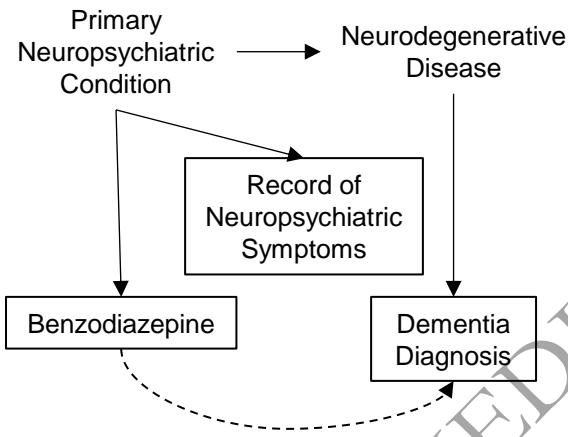 Primary
Neuropsychiatric
Condition
Neurodegenerative
Disease
Record of
Neuropsychiatric
Symptoms
Benzodiazepine
Dementia
Diagnosis